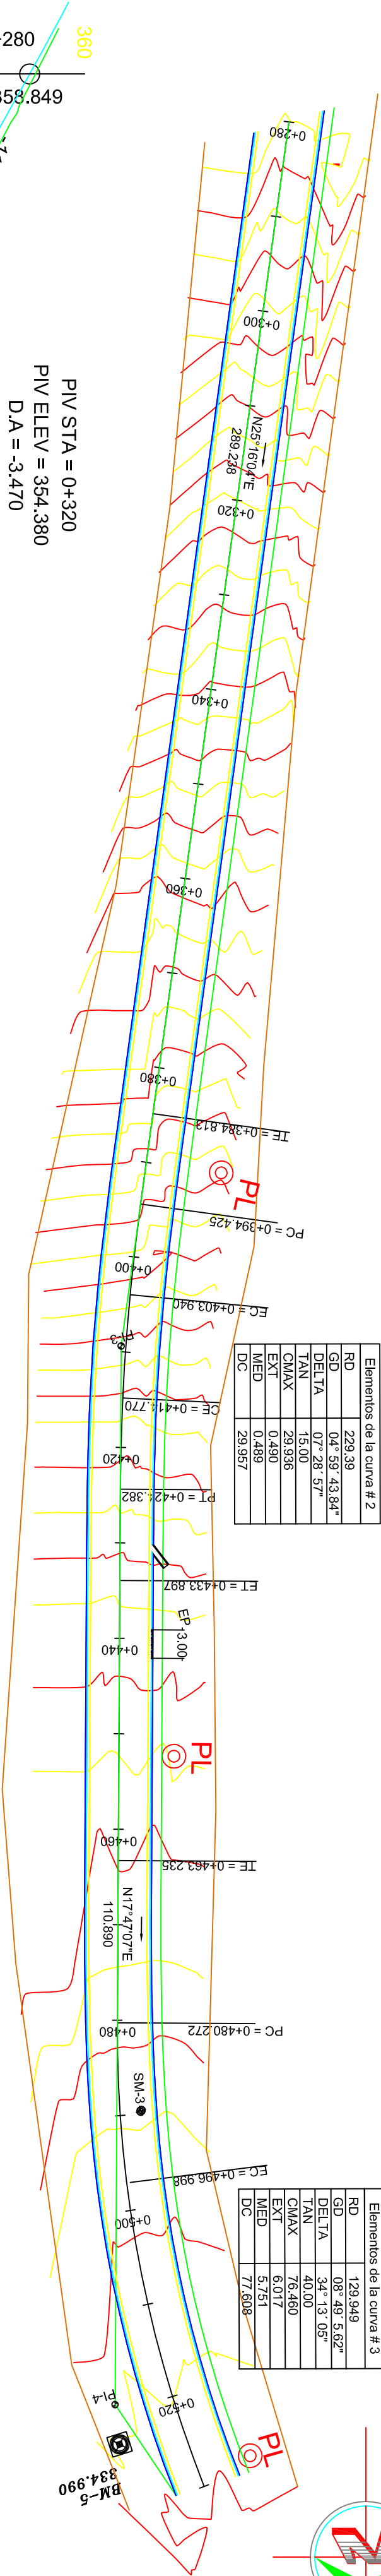 280
358.849
360
PIV STA = 0+320
PIV ELEV = 354.380
D.A = -3.470
0+280
0+300
N25°16'04"E
289.238
0+320
0+340
0+360
0+380
TE = 0+384.813
PL
PC = 0+394.425
0+400
EC = 0+403.940
PI-3
CE = 0+414.770
0+420
PT = 0+424.382
ET = 0+433.897
EP -3.00
0+440
PL
0+460
TE = 0+463.235
N17°47'07"E
110.890
0+480
PC = 0+480.272
SM-3
EC = 0+496.998
0+500
0+520
PI-4
BM-5
334.990
PL
Elementos de la curva # 2
RD 229.39
GD 04° 59´ 43.84"
DELTA 07° 28´ 57"
TAN 15.00
CMAX 29.936
EXT 0.490
MED 0.489
DC 29.957
Elementos de la curva # 3
RD 129.949
GD 08° 49´ 5.62"
DELTA 34° 13´ 05"
TAN 40.00
CMAX 76.460
EXT 6.017
MED 5.751
DC 77.608
N